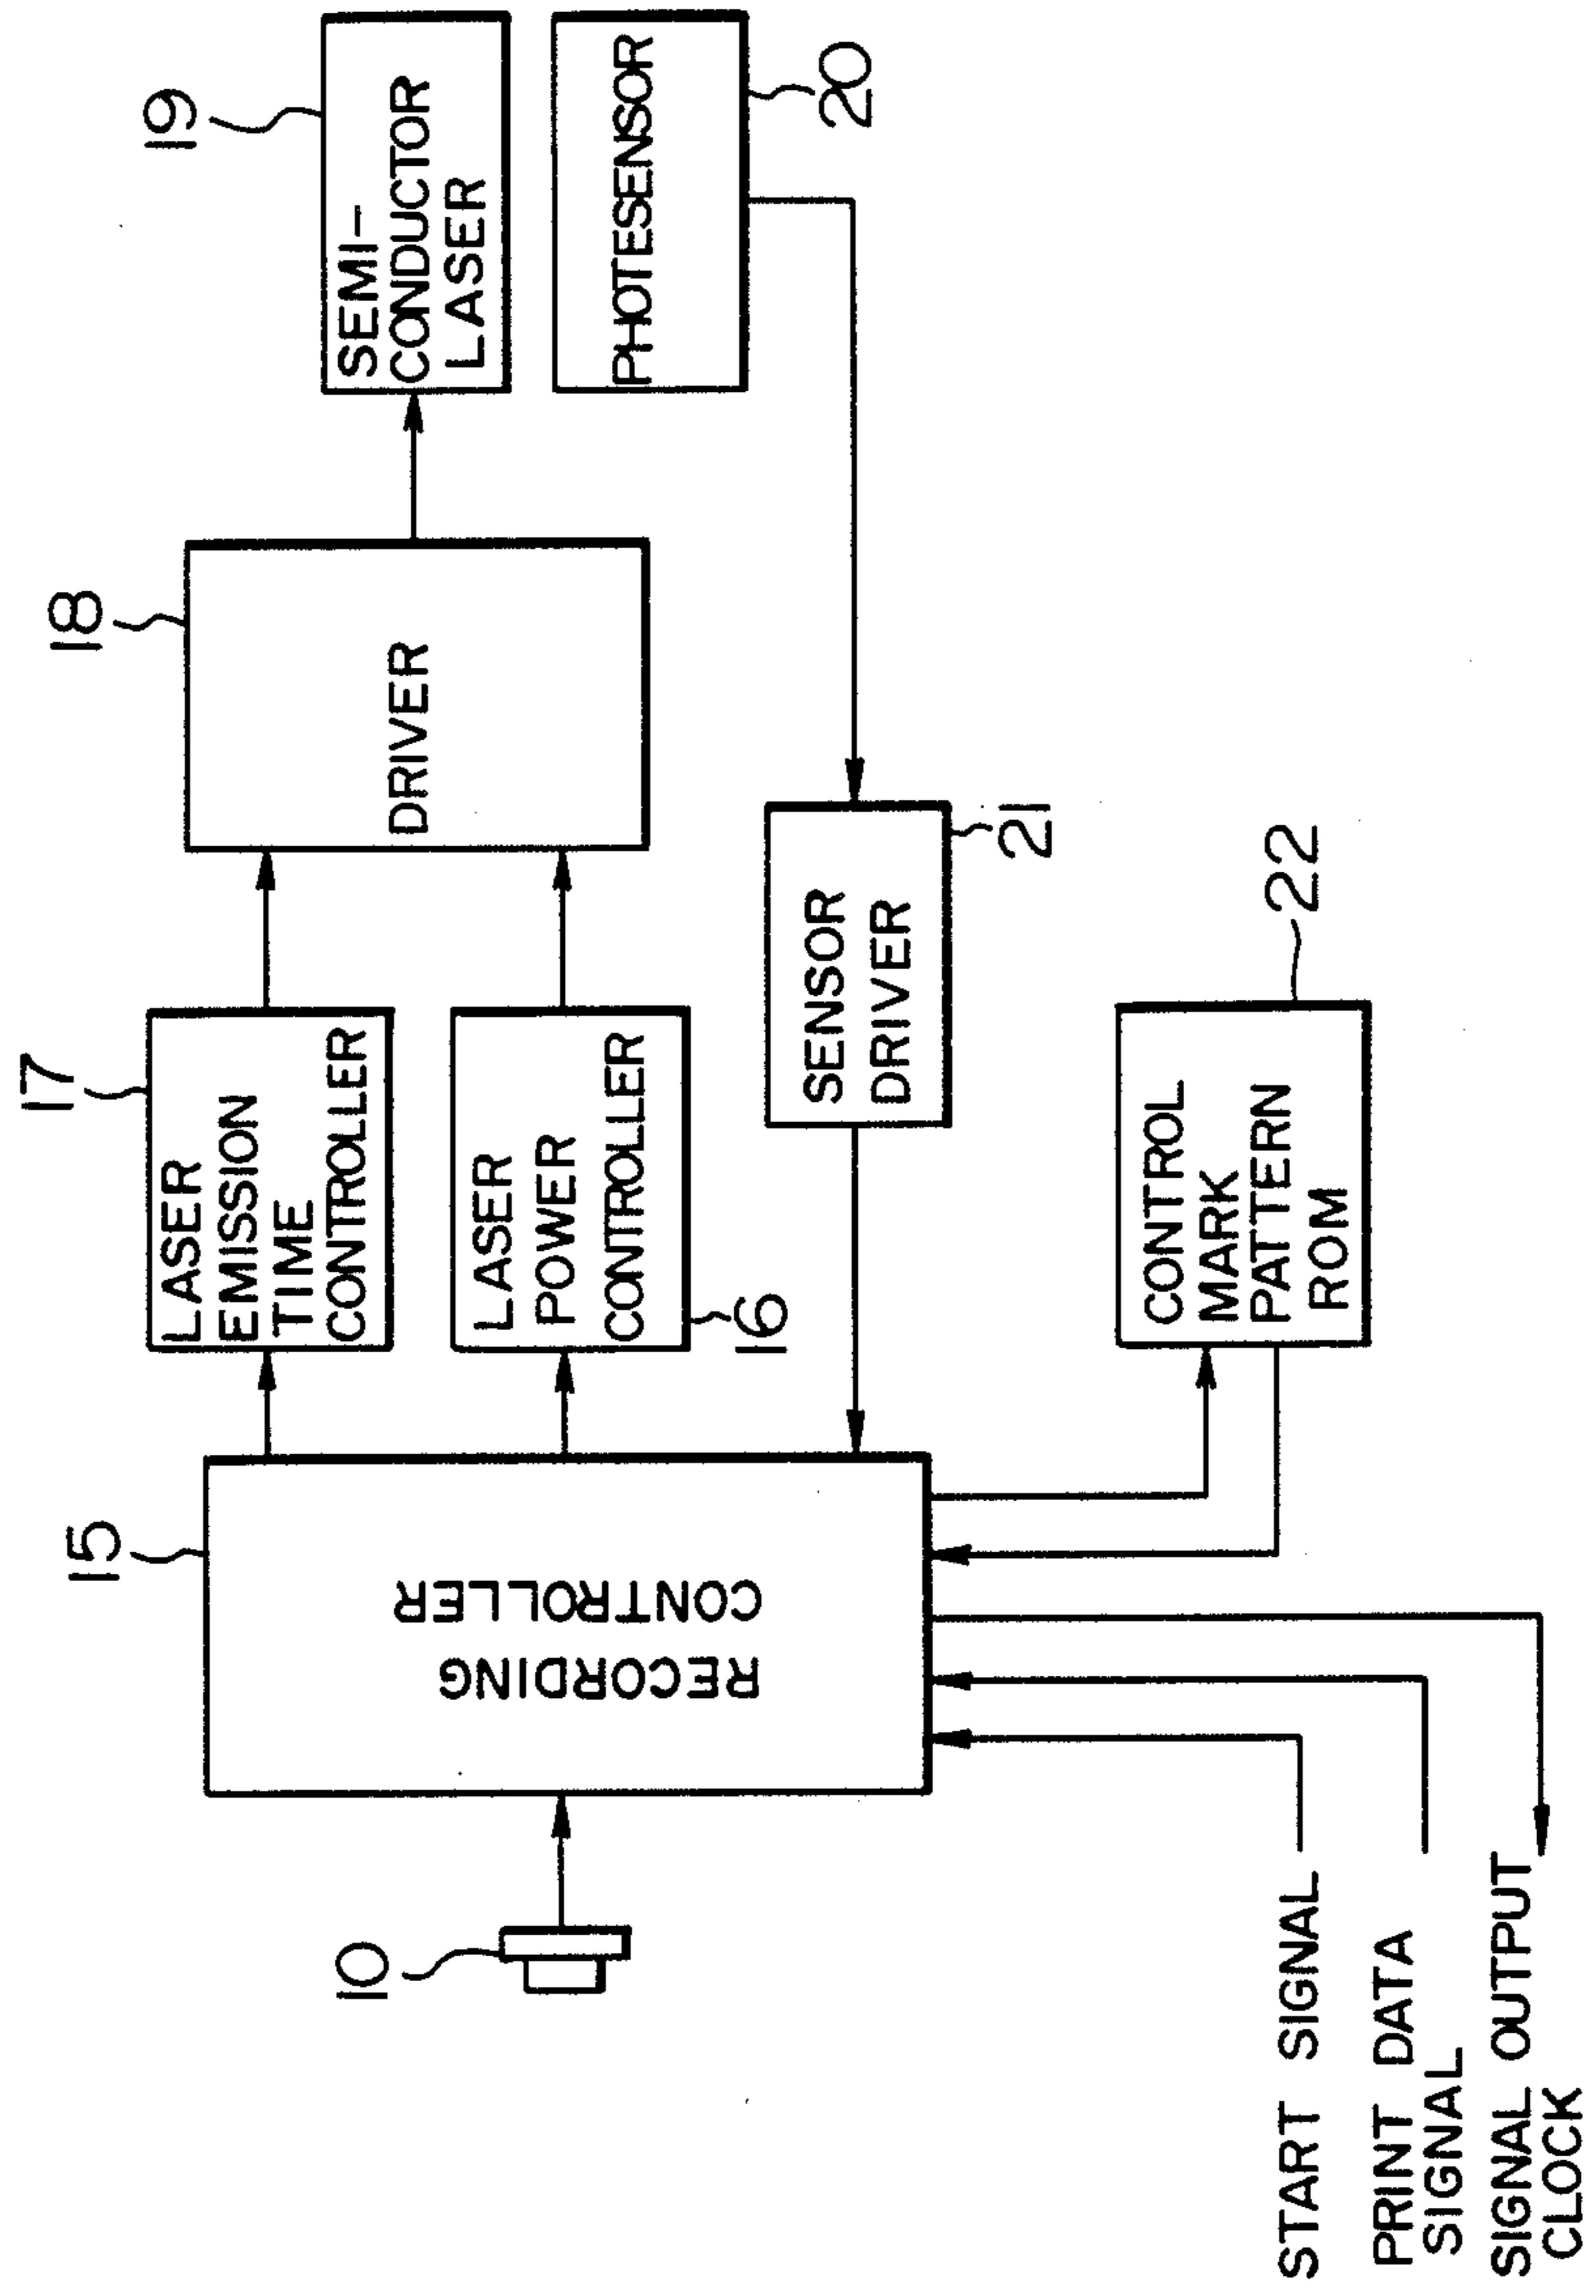 19
SEMI-
CONDUCTOR
LASER
PHOTESENSOR
20
18
DRIVER
17
LASER
EMISSION
TIME
CONTROLLER
LASER
POWER
CONTROLLER
16
SENSOR
DRIVER
21
CONTROL
MARK
PATTERN
ROM
22
15
RECORDING
CONTROLLER
10
START SIGNAL
PRINT DATA
SIGNAL
SIGNAL OUTPUT
CLOCK